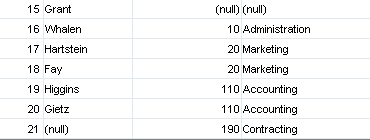 15 Grant (null) (null)
16 Whalen 10 Administration
17 Hartstein 20 Marketing
18 Fay 20 Marketing
19 Higgins 110 Accounting
20 Gietz 110 Accounting
21 (null) 190 Contracting